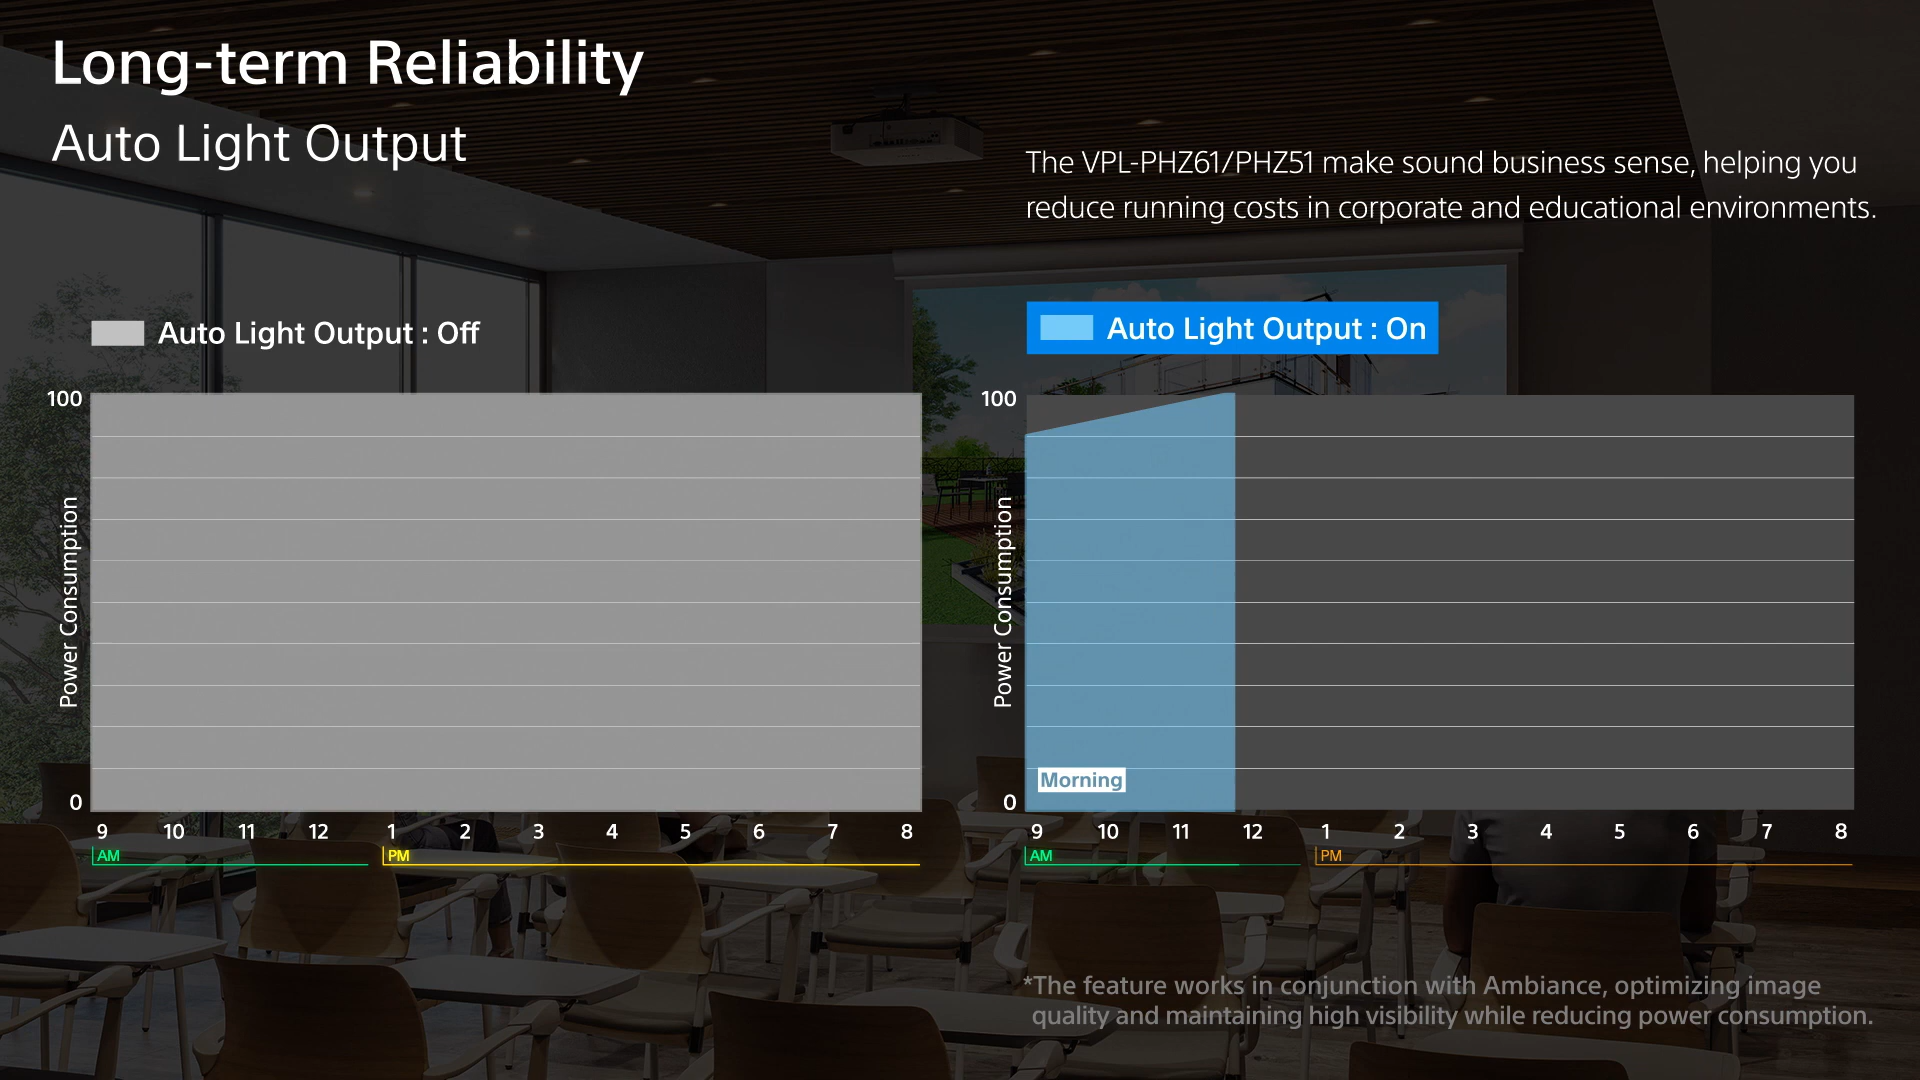 Long-term Reliability
Auto Light Output
The VPL-PHZ61/PHZ51 make sound business sense, helping you
reduce running costs in corporate and educational environments.
Auto Light Output : Off
100
Power Consumption
0
9 10 11 12 1 2 3 4 5 6 7 8
AM PM
Auto Light Output : On
100
Power Consumption
Morning
0
9 10 11 12 1 2 3 4 5 6 7 8
AM PM
*The feature works in conjunction with Ambiance, optimizing image
quality and maintaining high visibility while reducing power consumption.